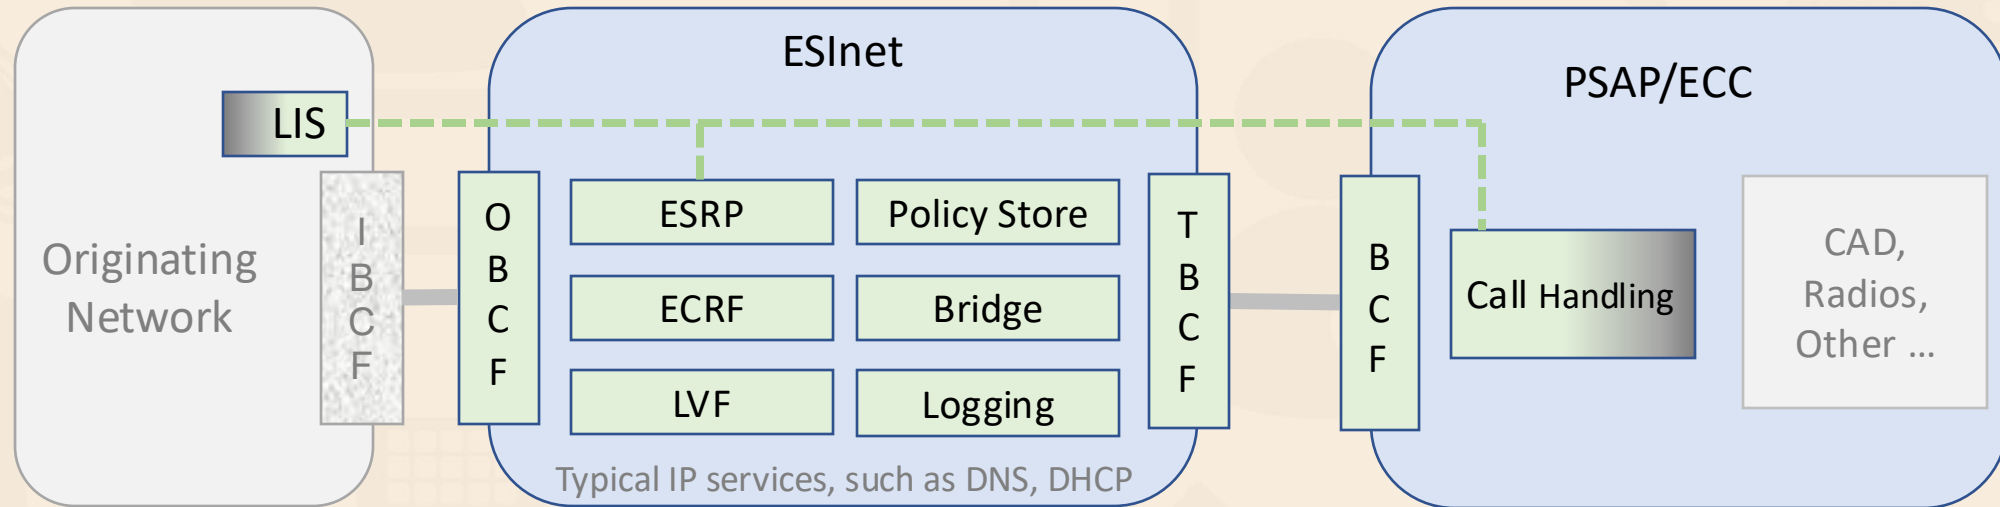 LIS
Originating
Network
I
B
C
F
ESInet
O
B
C
F
ESRP
Policy Store
ECRF
Bridge
LVF
Logging
Typical IP services, such as DNS, DHCP
T
B
C
F
PSAP/ECC
B
C
F
Call Handling
CAD,
Radios,
Other ...